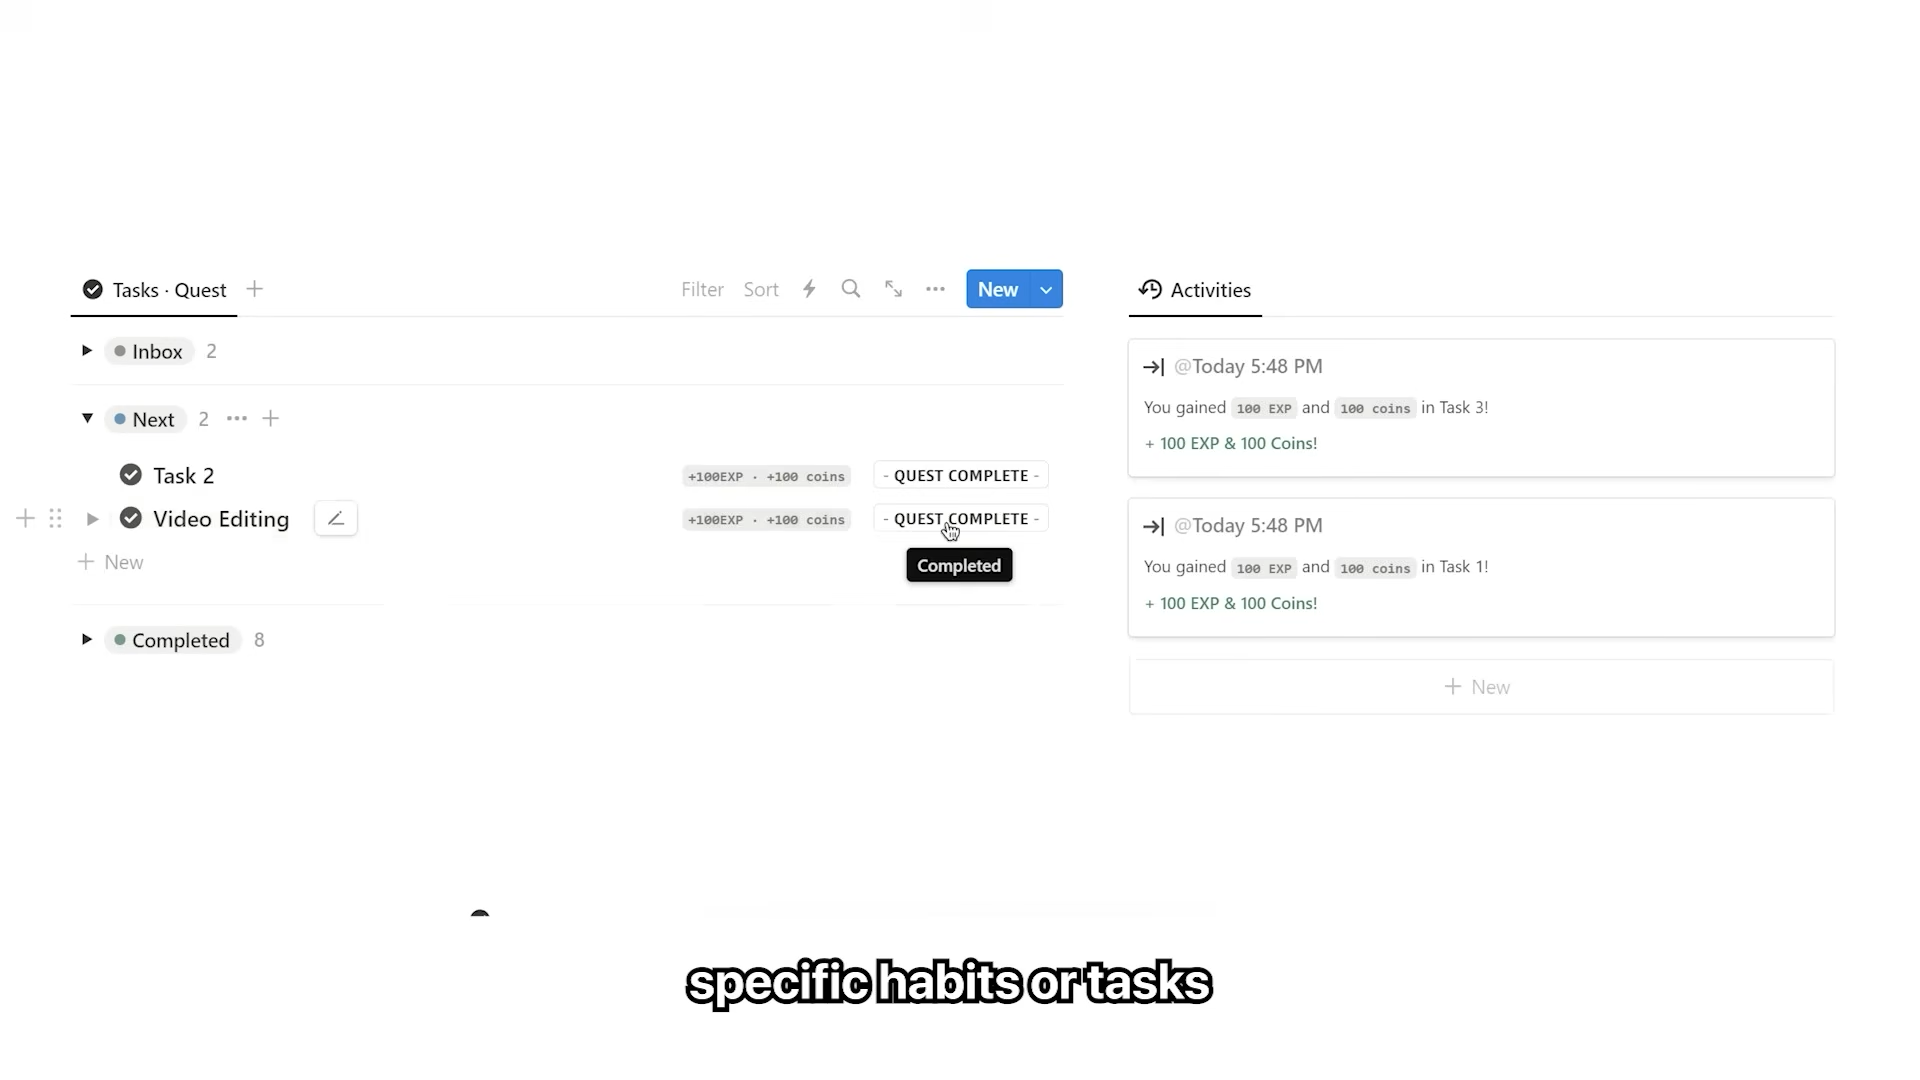 Tasks · Quest
Filter Sort
New
Inbox 2
Next 2
Task 2
+100EXP · +100 coins
- QUEST COMPLETE -
Video Editing
+100EXP · +100 coins
- QUEST COMPLETE -
New
Completed
Completed 8
Activities
@Today 5:48 PM
You gained 100 EXP and 100 coins in Task 3!
+ 100 EXP & 100 Coins!
@Today 5:48 PM
You gained 100 EXP and 100 coins in Task 1!
+ 100 EXP & 100 Coins!
New
specific habits or tasks